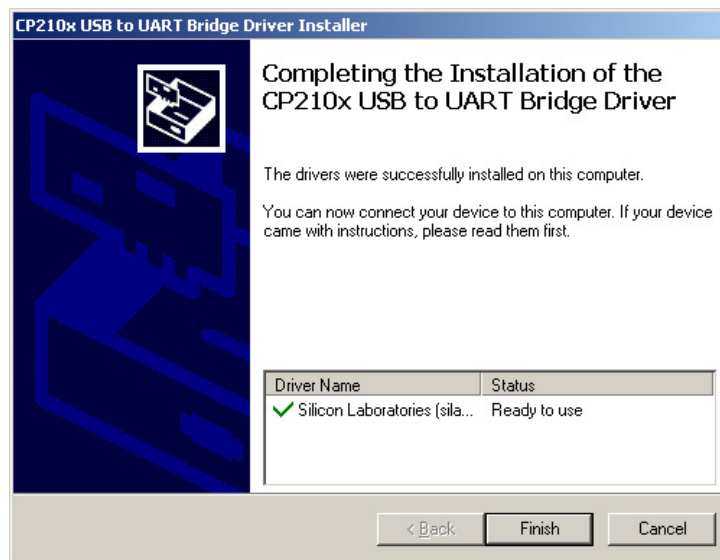 CP210x USB to UART Bridge Driver Installer
Completing the Installation of the
CP210x USB to UART Bridge Driver
The drivers were successfully installed on this computer.
You can now connect your device to this computer. If your device
came with instructions, please read them first.
Driver Name Status
Silicon Laboratories (sila... Ready to use
< Back Finish Cancel